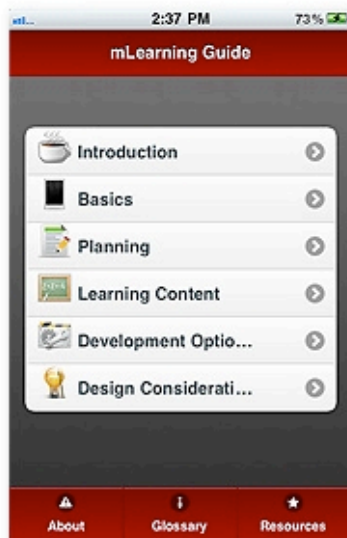 2:37 PM 73%
mLearning Guide
Introduction
Basics
Planning
Learning Content
Development Optio...
Design Considerati...
About Glossary Resources